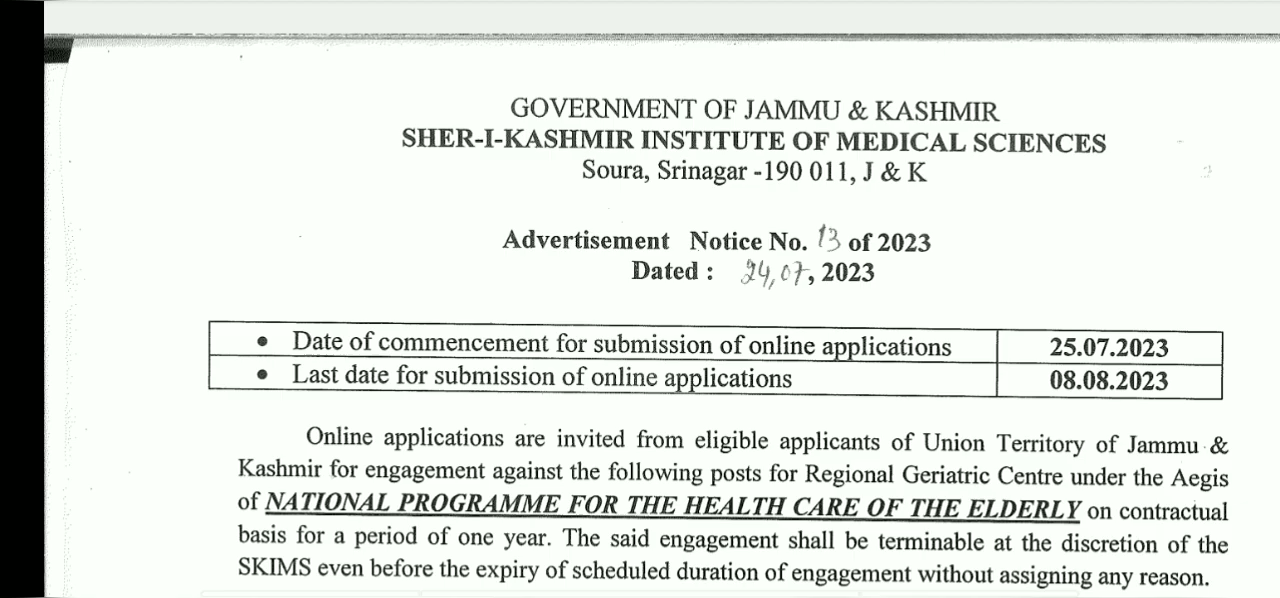 GOVERNMENT OF JAMMU & KASHMIR
SHER-I-KASHMIR INSTITUTE OF MEDICAL SCIENCES
Soura, Srinagar -190 011, J & K
Advertisement Notice No. 13 of 2023
Dated : 24,07, 2023
• Date of commencement for submission of online applications 25.07.2023
• Last date for submission of online applications 08.08.2023
Online applications are invited from eligible applicants of Union Territory of Jammu &
Kashmir for engagement against the following posts for Regional Geriatric Centre under the Aegis
of NATIONAL PROGRAMME FOR THE HEALTH CARE OF THE ELDERLY on contractual
basis for a period of one year. The said engagement shall be terminable at the discretion of the
SKIMS even before the expiry of scheduled duration of engagement without assigning any reason.